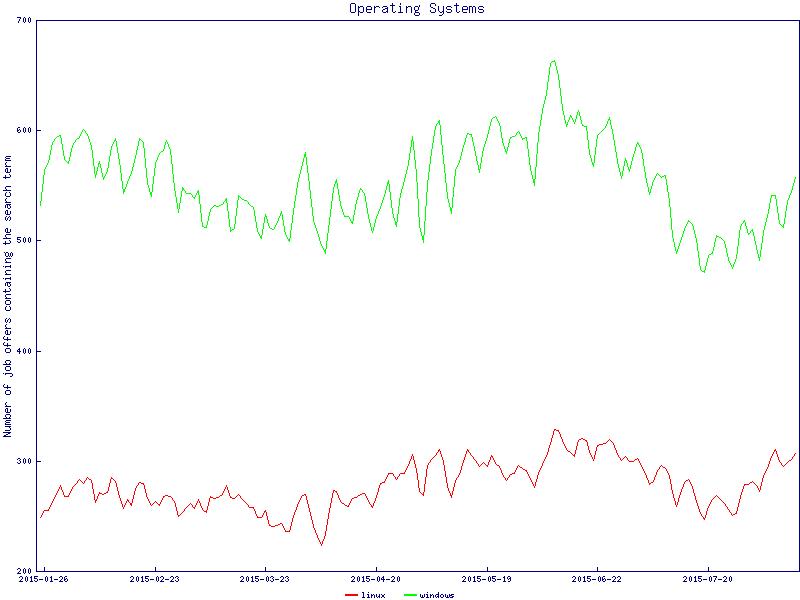 Operating Systems
Number of job offers containing the search term
700
600
500
400
300
200
2015-01-26 2015-02-23 2015-03-23 2015-04-20 2015-05-19 2015-06-22 2015-07-20
linux windows